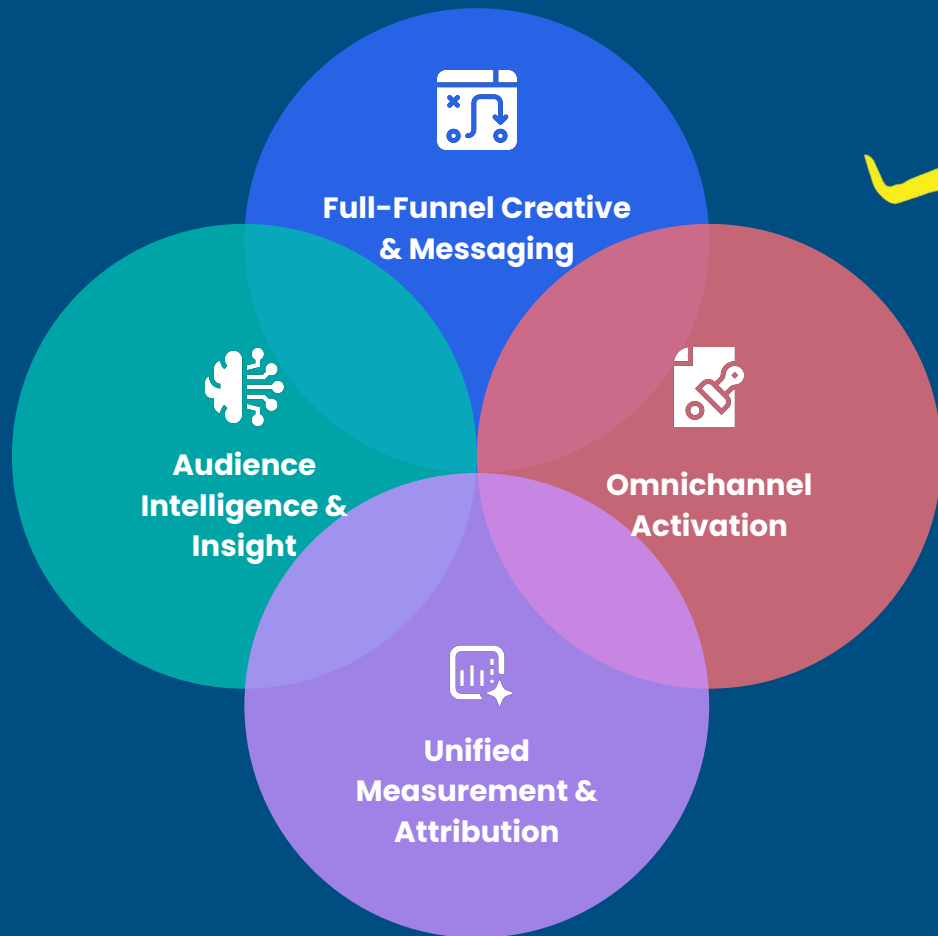 Full-Funnel Creative
& Messaging
Audience
Intelligence &
Insight
Omnichannel
Activation
Unified
Measurement &
Attribution